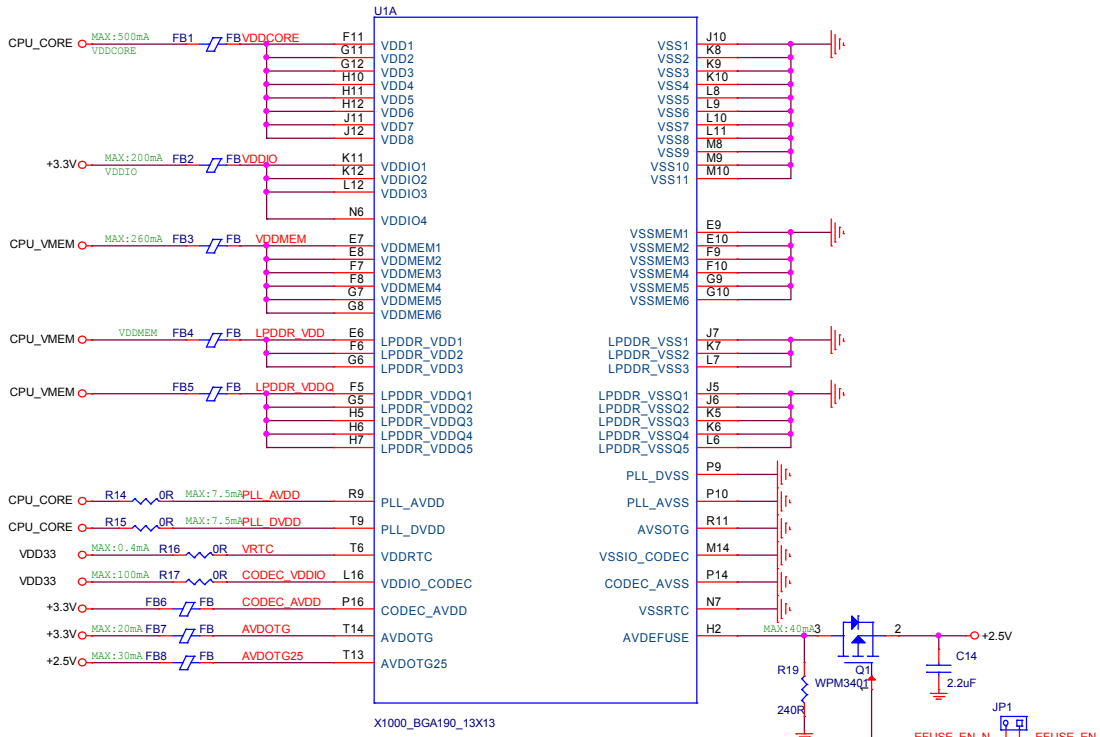 U1A
CPU_CORE MAX:500mA FB1 FB VDDCORE F11 VDD1 VSS1 J10
VDDCORE G11 VDD2 VSS2 K8
G12 VDD3 VSS3 K9
H10 VDD4 VSS4 K10
H11 VDD5 VSS5 L8
H12 VDD6 VSS6 L9
J11 VDD7 VSS7 L10
J12 VDD8 VSS8 L11
VSS9 M8
+3.3V MAX:200mA FB2 FB VDDIO K11 VDDIO1 VSS10 M9
VDDIO K12 VDDIO2 VSS11 M10
L12 VDDIO3
N6 VDDIO4
CPU_VMEM MAX:260mA FB3 FB VDDMEM E7 VDDMEM1 VSSMEM1 E9
E8 VDDMEM2 VSSMEM2 E10
F7 VDDMEM3 VSSMEM3 F9
F8 VDDMEM4 VSSMEM4 F10
G7 VDDMEM5 VSSMEM5 G9
G8 VDDMEM6 VSSMEM6 G10
CPU_VMEM VDDMEM FB4 FB LPDDR_VDD E6 LPDDR_VDD1 LPDDR_VSS1 J7
F6 LPDDR_VDD2 LPDDR_VSS2 K7
G6 LPDDR_VDD3 LPDDR_VSS3 L7
CPU_VMEM FB5 FB LPDDR_VDDQ F5 LPDDR_VDDQ1 LPDDR_VSSQ1 J5
G5 LPDDR_VDDQ2 LPDDR_VSSQ2 J6
H5 LPDDR_VDDQ3 LPDDR_VSSQ3 K5
H6 LPDDR_VDDQ4 LPDDR_VSSQ4 K6
H7 LPDDR_VDDQ5 LPDDR_VSSQ5 L6
PLL_DVSS P9
CPU_CORE R14 0R MAX:7.5mA PLL_AVDD R9 PLL_AVDD PLL_AVSS P10
CPU_CORE R15 0R MAX:7.5mA PLL_DVDD T9 PLL_DVDD AVSOTG R11
VDD33 MAX:0.4mA R16 0R VRTC T6 VDDRTC VSSIO_CODEC M14
VDD33 MAX:100mA R17 0R CODEC_VDDIO L16 VDDIO_CODEC CODEC_AVSS P14
+3.3V FB6 FB CODEC_AVDD P16 CODEC_AVDD VSSRTC N7
+3.3V MAX:20mA FB7 FB AVDOTG T14 AVDOTG AVDEFUSE H2 MAX:40mA 3 2 +2.5V
+2.5V MAX:30mA FB8 FB AVDOTG25 T13 AVDOTG25
R19 Q1 C14
WPM3401 1 2.2uF
240R
X1000_BGA190_13X13 JP1
EFUSE_EN_N EFUSE_EN